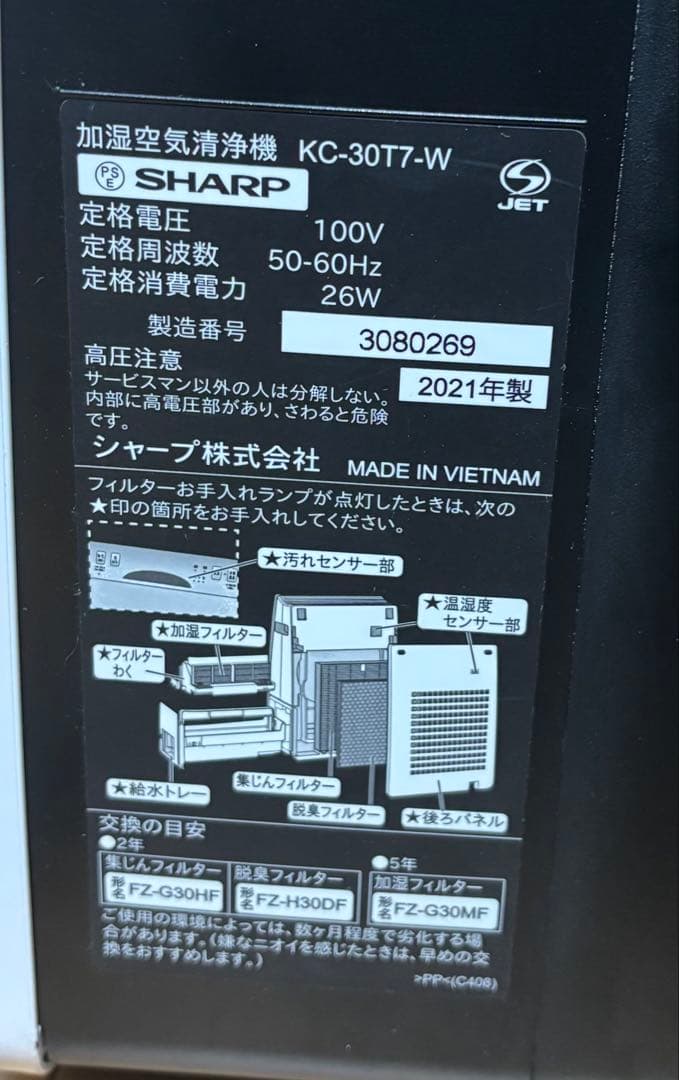 加湿空気清浄機 KC-30T7-W
PSE SHARP
JET
定格電圧 100V
定格周波数 50-60Hz
定格消費電力 26W
製造番号 3080269
高圧注意 2021年製
サービスマン以外の人は分解しない。
内部に高電圧部があり、さわると危険
です。
シャープ株式会社 MADE IN VIETNAM
フィルターお手入れランプが点灯したときは、次の
★印の箇所をお手入れしてください。
★汚れセンサー部
★温湿度
センサー部
★加湿フィルター
★フィルター
わく
★給水トレー
集じんフィルター
脱臭フィルター
★後ろパネル
交換の目安
●2年
集じんフィルター
形名 FZ-G30HF
脱臭フィルター
形名 FZ-H30DF
●5年
加湿フィルター
形名 FZ-G30MF
ご使用の環境によっては、数ヶ月程度で劣化する場
合があります。(嫌なニオイを感じたときは、早めの交
換をおすすめします。)
>PP<(C408)